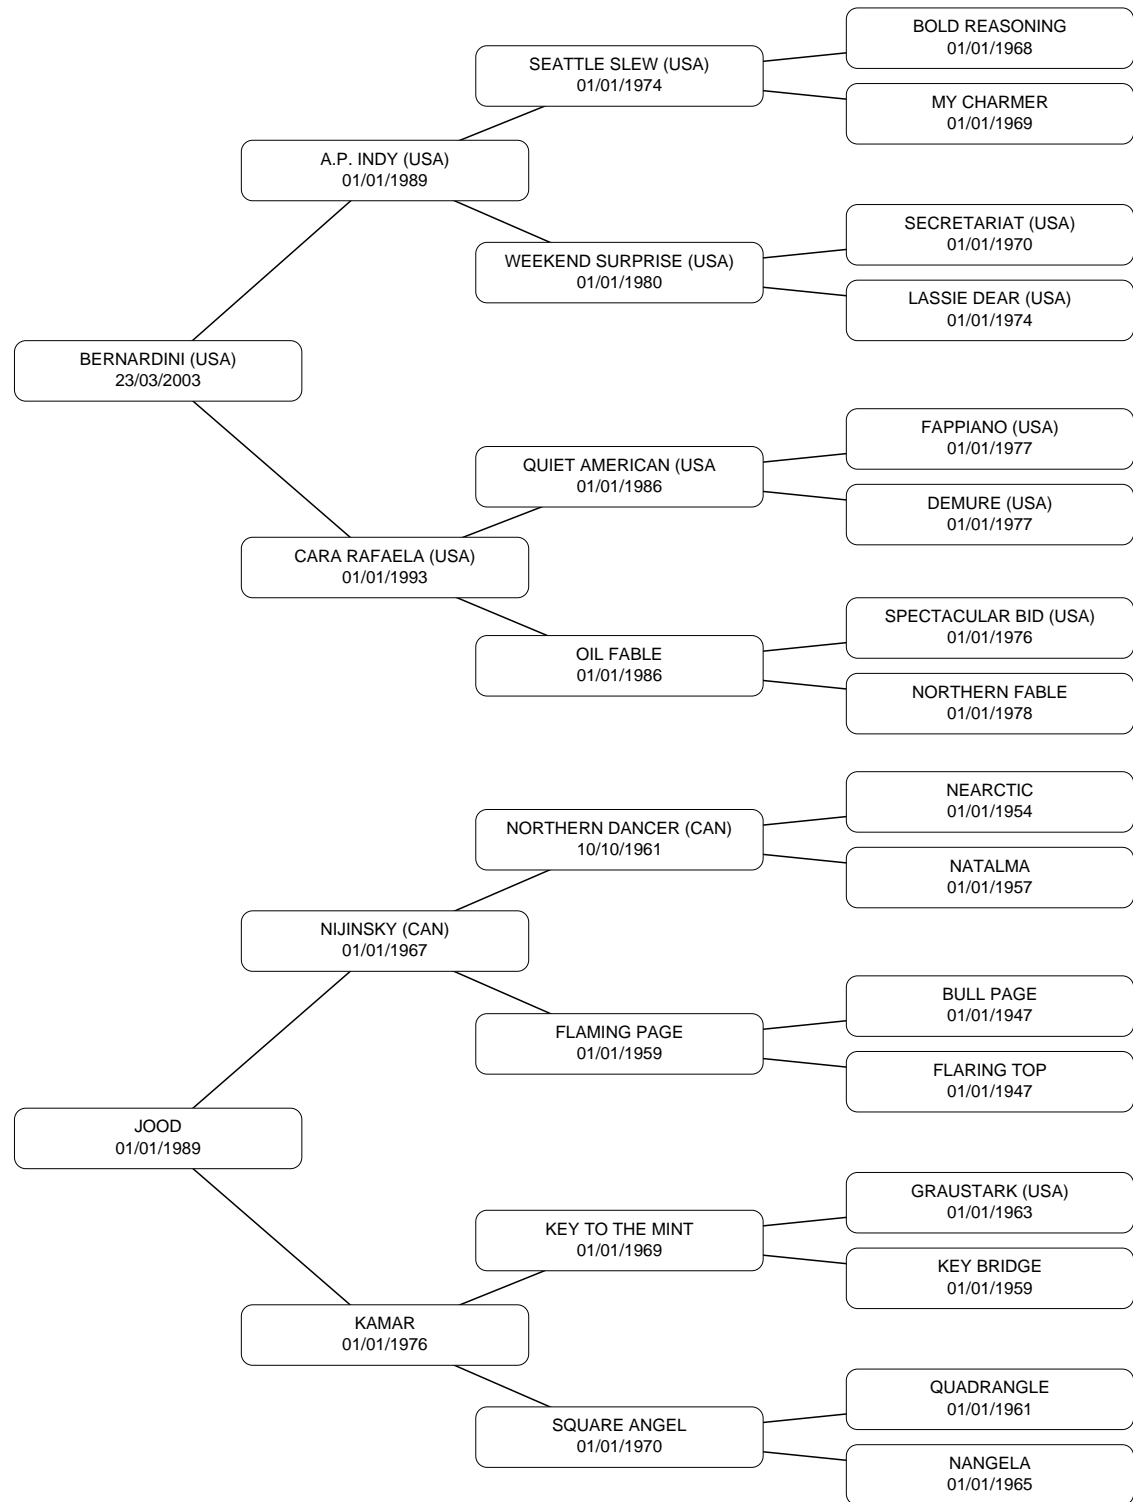 BOLD REASONING
01/01/1968
SEATTLE SLEW (USA)
01/01/1974
MY CHARMER
01/01/1969
A.P. INDY (USA)
01/01/1989
SECRETARIAT (USA)
01/01/1970
WEEKEND SURPRISE (USA)
01/01/1980
LASSIE DEAR (USA)
01/01/1974
BERNARDINI (USA)
23/03/2003
FAPPIANO (USA)
01/01/1977
QUIET AMERICAN (USA
01/01/1986
DEMURE (USA)
01/01/1977
CARA RAFAELA (USA)
01/01/1993
SPECTACULAR BID (USA)
01/01/1976
OIL FABLE
01/01/1986
NORTHERN FABLE
01/01/1978
NEARCTIC
01/01/1954
NORTHERN DANCER (CAN)
10/10/1961
NATALMA
01/01/1957
NIJINSKY (CAN)
01/01/1967
BULL PAGE
01/01/1947
FLAMING PAGE
01/01/1959
FLARING TOP
01/01/1947
JOOD
01/01/1989
GRAUSTARK (USA)
01/01/1963
KEY TO THE MINT
01/01/1969
KEY BRIDGE
01/01/1959
KAMAR
01/01/1976
QUADRANGLE
01/01/1961
SQUARE ANGEL
01/01/1970
NANGELA
01/01/1965